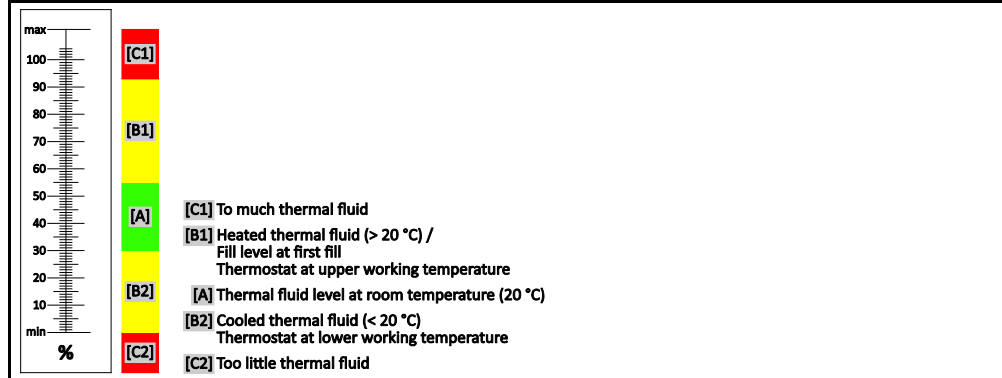 max
100
90
80
70
60
50
40
30
20
10
min
%
[C1]
[B1]
[A]
[B2]
[C2]
[C1] To much thermal fluid
[B1] Heated thermal fluid (> 20 °C) /
Fill level at first fill
Thermostat at upper working temperature
[A] Thermal fluid level at room temperature (20 °C)
[B2] Cooled thermal fluid (< 20 °C)
Thermostat at lower working temperature
[C2] Too little thermal fluid